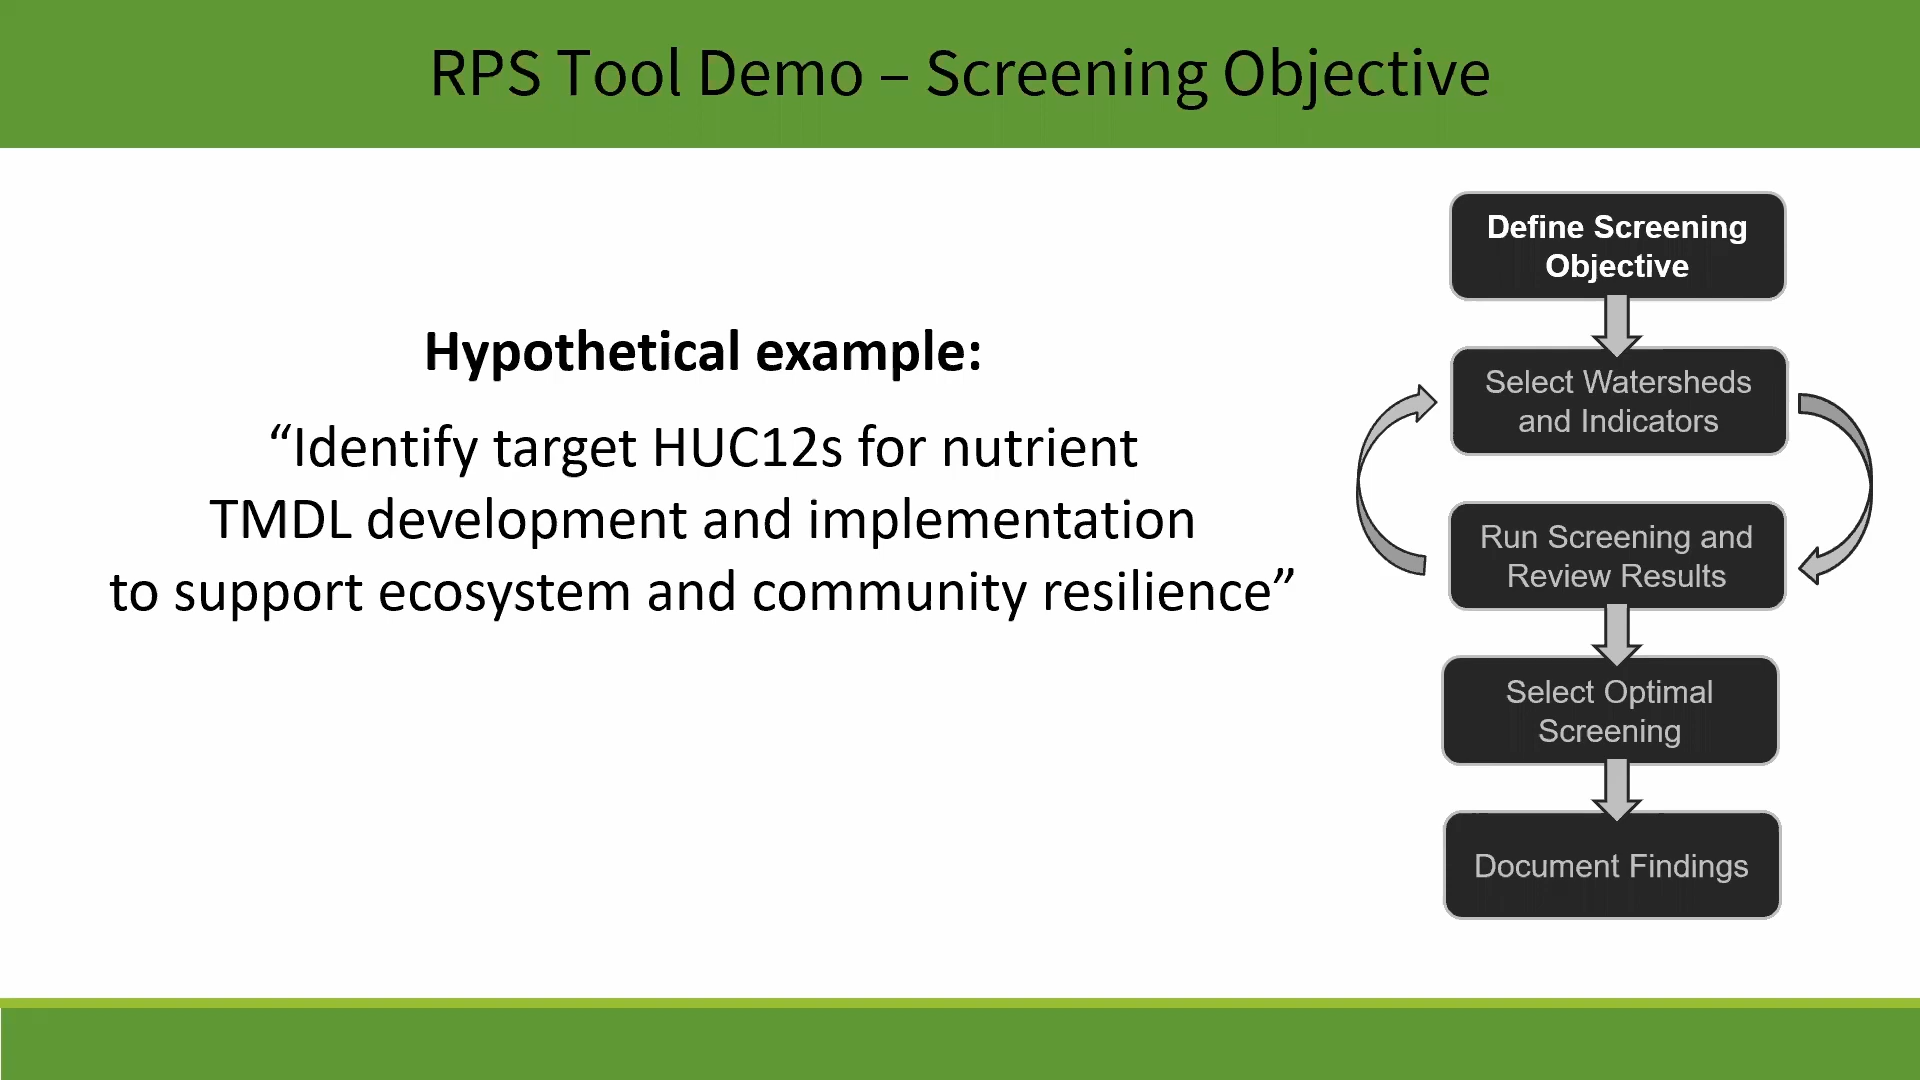 RPS Tool Demo – Screening Objective
Hypothetical example:
“Identify target HUC12s for nutrient
TMDL development and implementation
to support ecosystem and community resilience”
Define Screening
Objective
Select Watersheds
and Indicators
Run Screening and
Review Results
Select Optimal
Screening
Document Findings